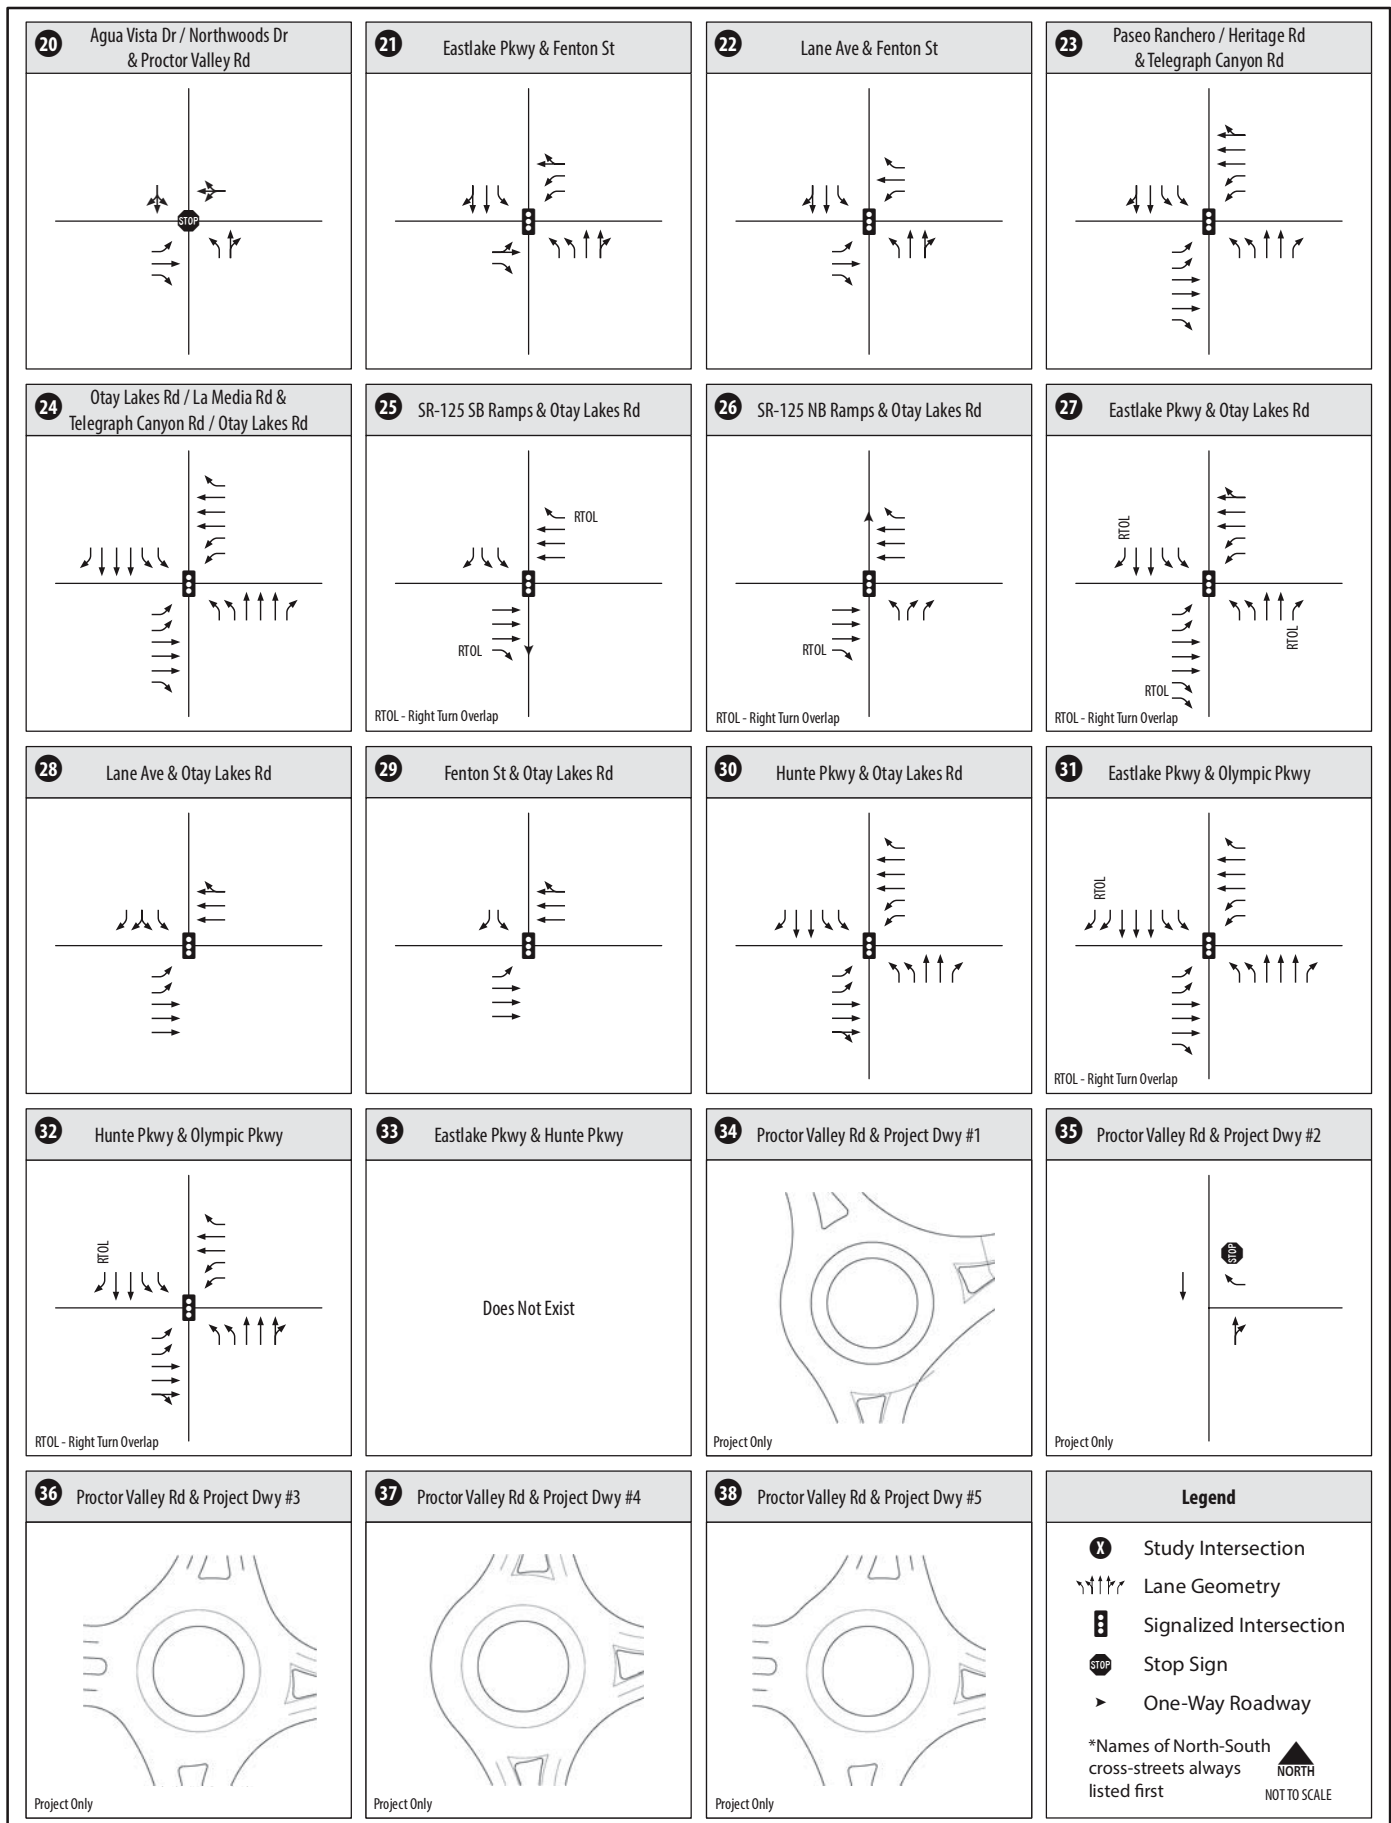 20 Agua Vista Dr / Northwoods Dr
& Proctor Valley Rd
STOP
21 Eastlake Pkwy & Fenton St
22 Lane Ave & Fenton St
23 Paseo Ranchero / Heritage Rd
& Telegraph Canyon Rd
24 Otay Lakes Rd / La Media Rd &
Telegraph Canyon Rd / Otay Lakes Rd
25 SR-125 SB Ramps & Otay Lakes Rd
RTOL
RTOL
RTOL - Right Turn Overlap
26 SR-125 NB Ramps & Otay Lakes Rd
RTOL
RTOL - Right Turn Overlap
27 Eastlake Pkwy & Otay Lakes Rd
RTOL
RTOL
RTOL
RTOL - Right Turn Overlap
28 Lane Ave & Otay Lakes Rd
29 Fenton St & Otay Lakes Rd
30 Hunte Pkwy & Otay Lakes Rd
31 Eastlake Pkwy & Olympic Pkwy
RTOL
RTOL - Right Turn Overlap
32 Hunte Pkwy & Olympic Pkwy
RTOL
RTOL - Right Turn Overlap
33 Eastlake Pkwy & Hunte Pkwy
Does Not Exist
34 Proctor Valley Rd & Project Dwy #1
Project Only
35 Proctor Valley Rd & Project Dwy #2
STOP
Project Only
36 Proctor Valley Rd & Project Dwy #3
Project Only
37 Proctor Valley Rd & Project Dwy #4
Project Only
38 Proctor Valley Rd & Project Dwy #5
Project Only
Legend
X Study Intersection
Lane Geometry
Signalized Intersection
STOP Stop Sign
One-Way Roadway
*Names of North-South
cross-streets always
listed first
NORTH
NOT TO SCALE